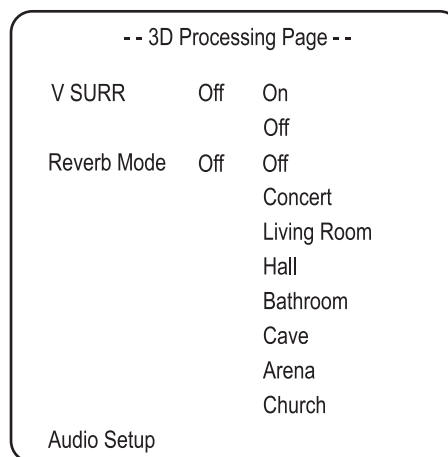 -- 3D Processing Page --
V SURR Off On
Off
Reverb Mode Off Off
Concert
Living Room
Hall
Bathroom
Cave
Arena
Church
Audio Setup